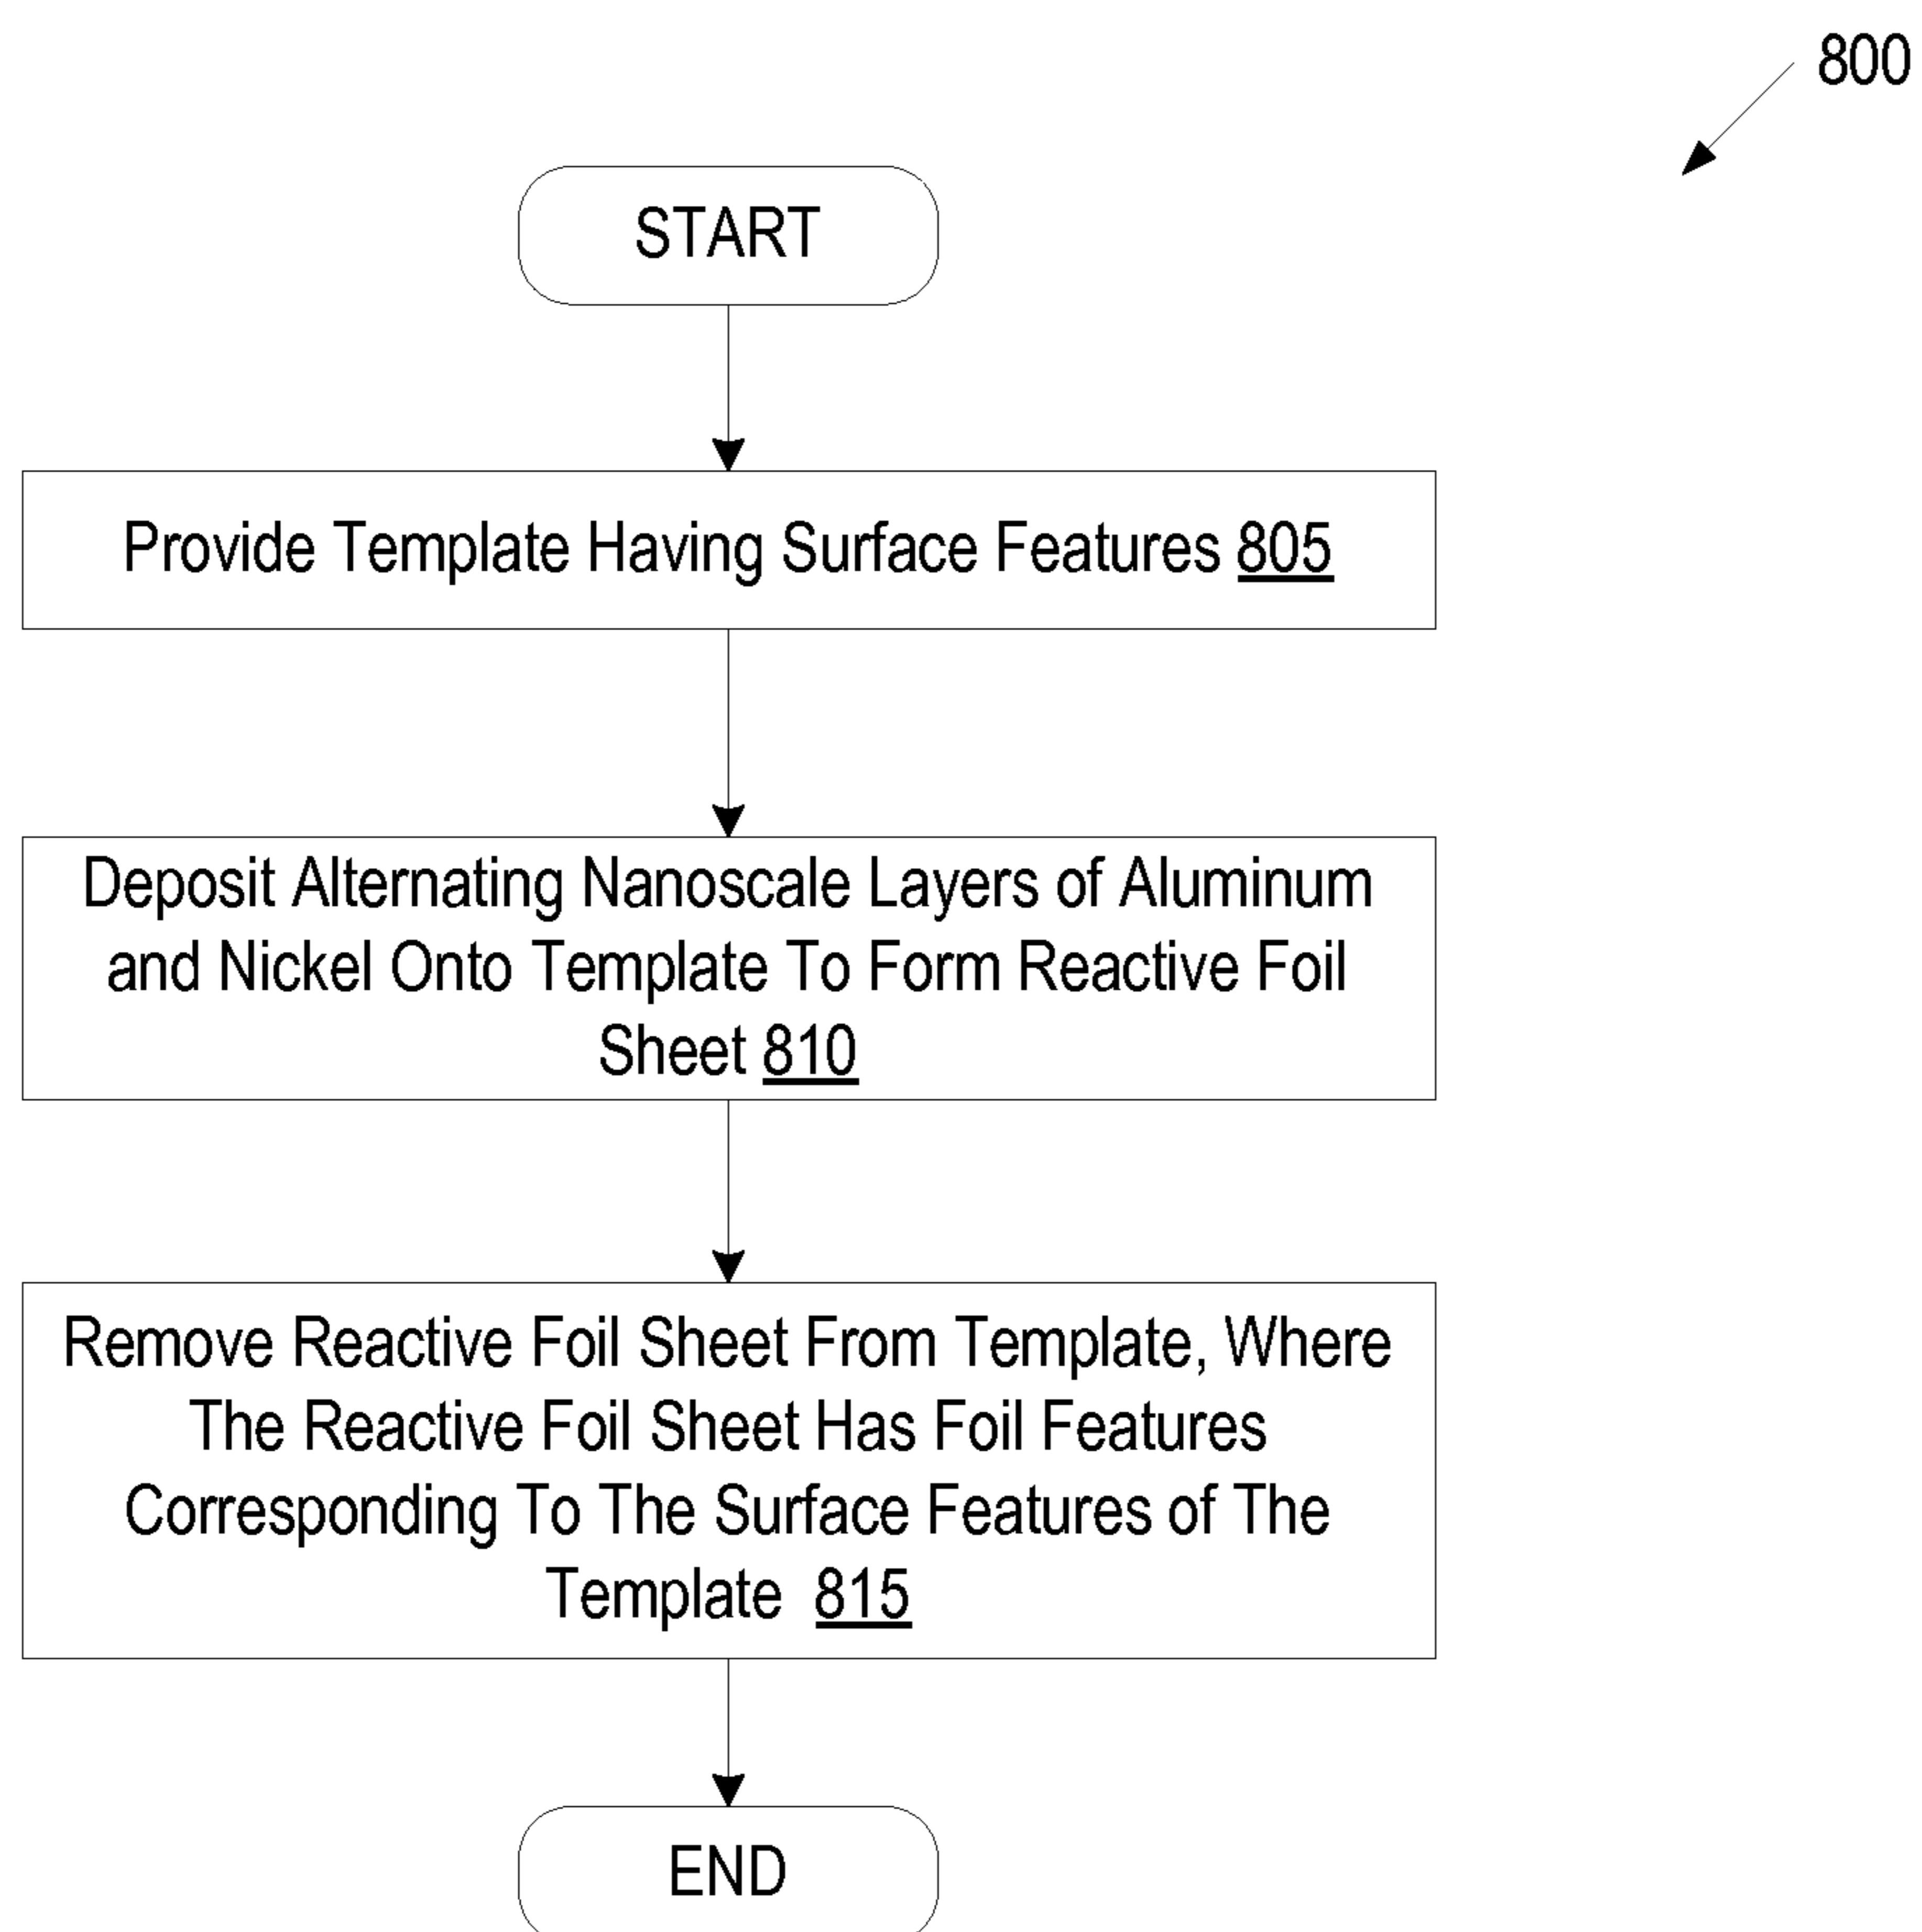 800
START
Provide Template Having Surface Features 805
Deposit Alternating Nanoscale Layers of Aluminum
and Nickel Onto Template To Form Reactive Foil
Sheet 810
Remove Reactive Foil Sheet From Template, Where
The Reactive Foil Sheet Has Foil Features
Corresponding To The Surface Features of The
Template 815
END